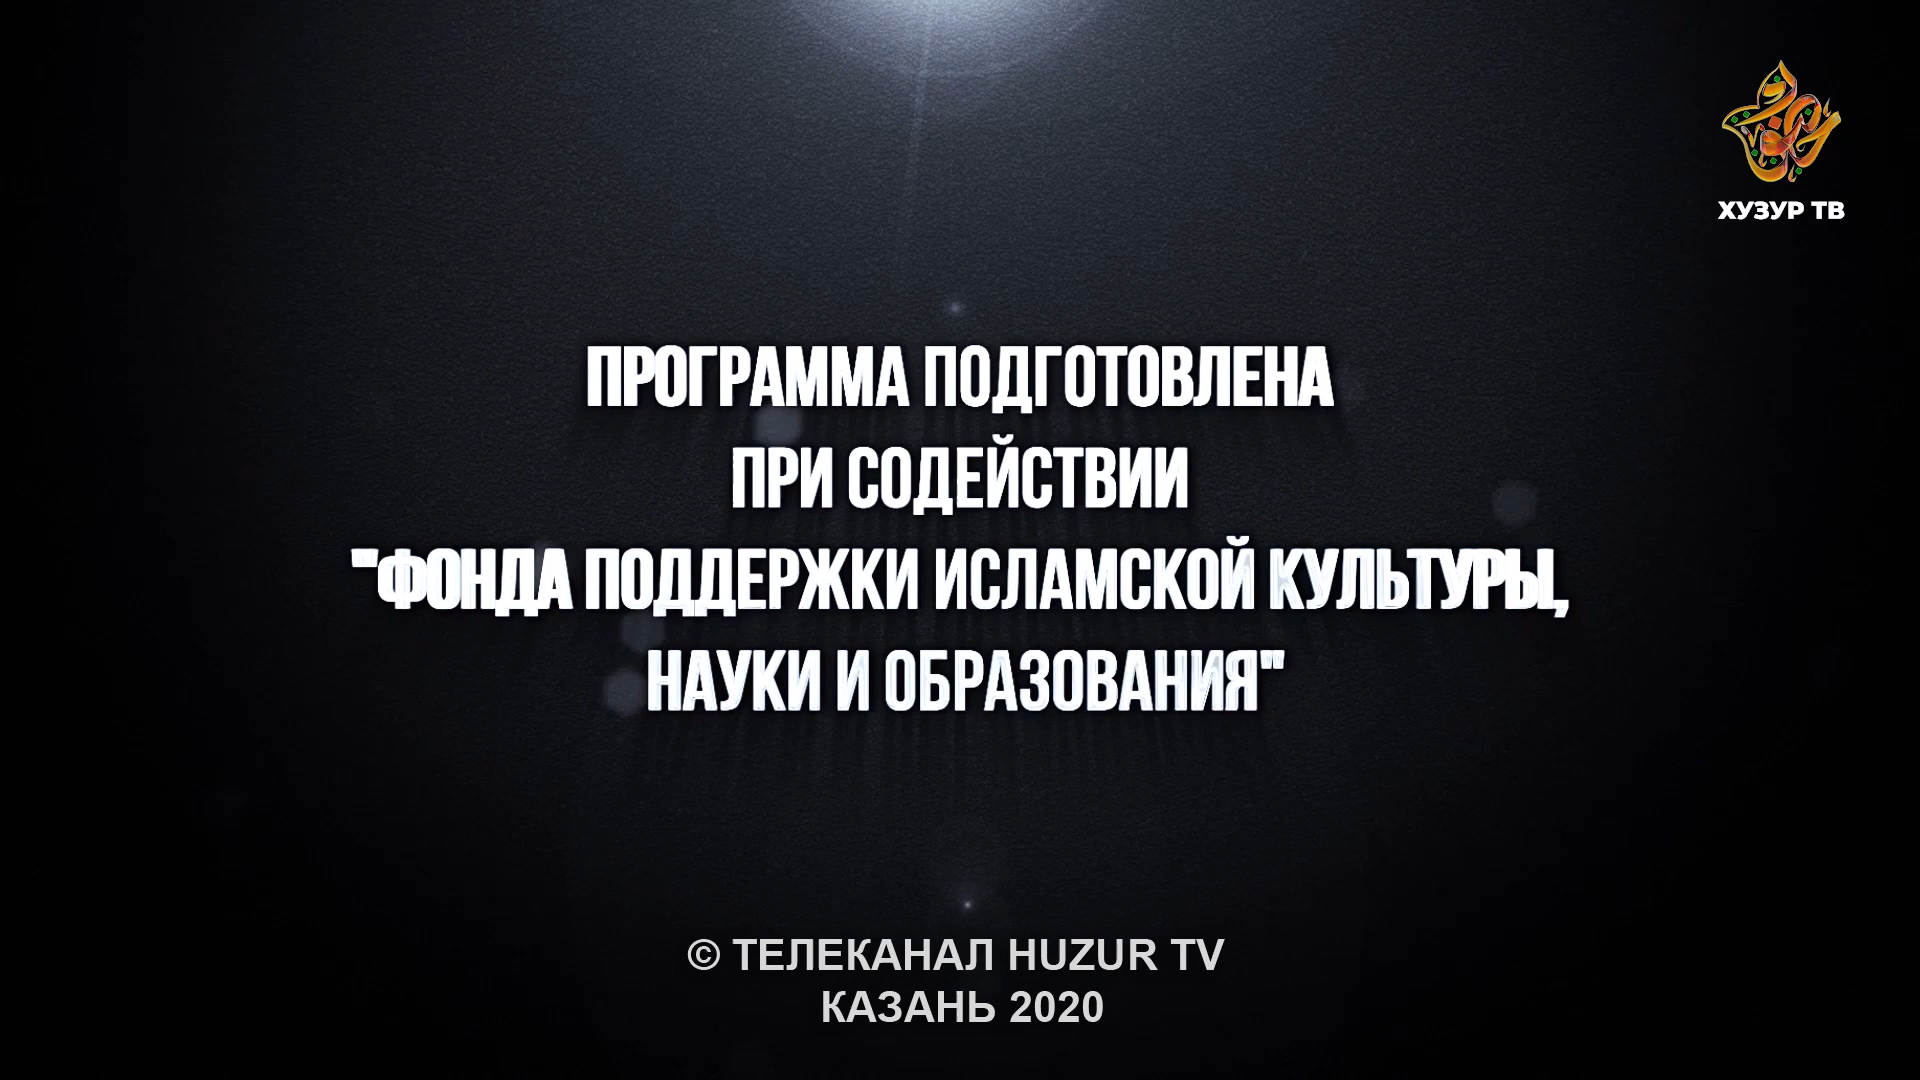 ХУЗУР ТВ
ПРОГРАММА ПОДГОТОВЛЕНА
ПРИ СОДЕЙСТВИИ
"ФОНДА ПОДДЕРЖКИ ИСЛАМСКОЙ КУЛЬТУРЫ,
НАУКИ И ОБРАЗОВАНИЯ"
© ТЕЛЕКАНАЛ HUZUR TV
КАЗАНЬ 2020